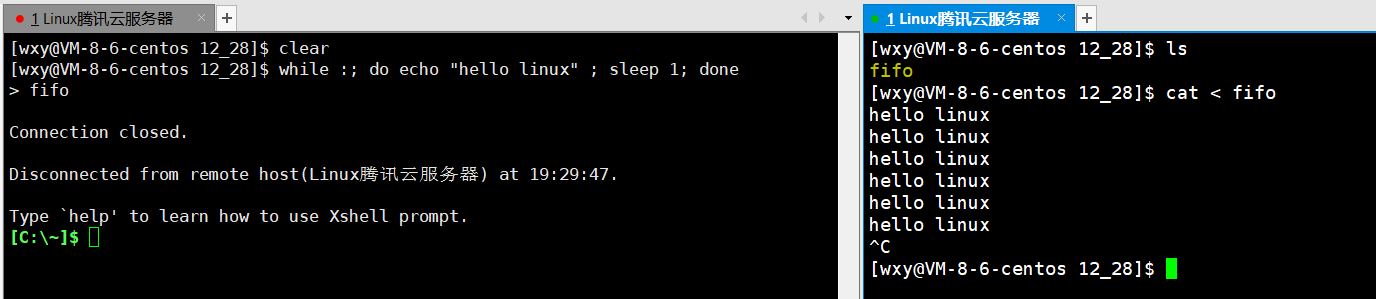 1 Linux腾讯云服务器 × +
[wxy@VM-8-6-centos 12_28]$ clear
[wxy@VM-8-6-centos 12_28]$ while :; do echo "hello linux" ; sleep 1; done
> fifo
Connection closed.
Disconnected from remote host(Linux腾讯云服务器) at 19:29:47.
Type `help' to learn how to use Xshell prompt.
[C:\~]$
1 Linux腾讯云服务器 × +
[wxy@VM-8-6-centos 12_28]$ ls
fifo
[wxy@VM-8-6-centos 12_28]$ cat < fifo
hello linux
hello linux
hello linux
hello linux
hello linux
hello linux
^C
[wxy@VM-8-6-centos 12_28]$